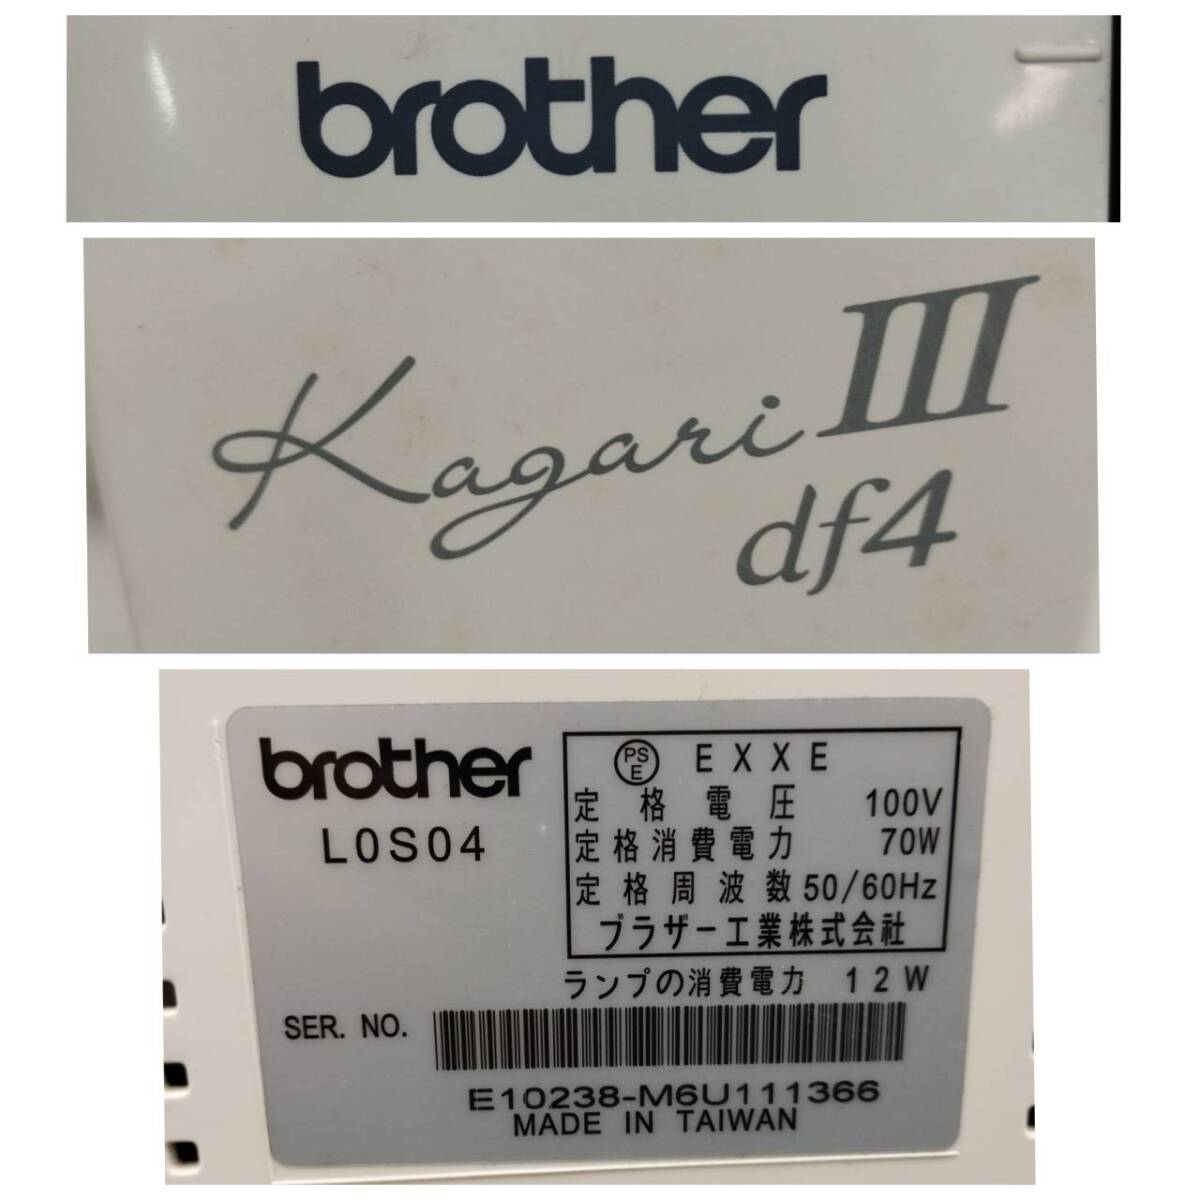 brother
Kagari III
df4
brother
L0S04
PS E EXXE
定格電圧 100V
定格消費電力 70W
定格周波数 50/60Hz
ブラザー工業株式会社
ランプの消費電力 12W
SER. NO.
E10238-M6U111366
MADE IN TAIWAN